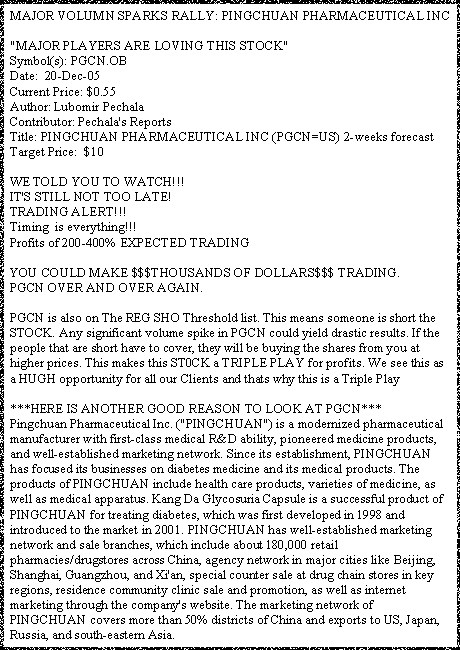 MAJOR VOLUMN SPARKS RALLY: PINGCHUAN PHARMACEUTICAL INC
"MAJOR PLAYERS ARE LOVING THIS STOCK"
Symbol(s): PGCN.OB
Date:  20-Dec-05
Current Price: $0.55
Author: Lubomir Pechala
Contributor: Pechala's Reports
Title: PINGCHUAN PHARMACEUTICAL INC (PGCN=US) 2-weeks forecast
Target Price:  $10
WE TOLD YOU TO WATCH!!!
IT'S STILL NOT TOO LATE!
TRADING ALERT!!!
Timing  is everything!!!
Profits of 200-400% EXPECTED TRADING
YOU COULD MAKE $$$THOUSANDS OF DOLLARS$$$ TRADING.
PGCN OVER AND OVER AGAIN.
PGCN is also on The REG SHO Threshold list. This means someone is short the
STOCK. Any significant volume spike in PGCN could yield drastic results. If the
people that are short have to cover, they will be buying the shares from you at
higher prices. This makes this ST0CK a TRIPLE PLAY for profits. We see this as
a HUGH opportunity for all our Clients and thats why this is a Triple Play
***HERE IS ANOTHER GOOD REASON TO LOOK AT PGCN***
Pingchuan Pharmaceutical Inc. ("PINGCHUAN") is a modernized pharmaceutical
manufacturer with first-class medical R&D ability, pioneered medicine products,
and well-established marketing network. Since its establishment, PINGCHUAN
has focused its businesses on diabetes medicine and its medical products. The
products of PINGCHUAN include health care products, varieties of medicine, as
well as medical apparatus. Kang Da Glycosuria Capsule is a successful product of
PINGCHUAN for treating diabetes, which was first developed in 1998 and
introduced to the market in 2001. PINGCHUAN has well-established marketing
network and sale branches, which include about 180,000 retail
pharmacies/drugstores across China, agency network in major cities like Beijing,
Shanghai, Guangzhou, and Xi'an, special counter sale at drug chain stores in key
regions, residence community clinic sale and promotion, as well as internet
marketing through the company's website. The marketing network of
PINGCHUAN covers more than 50% districts of China and exports to US, Japan,
Russia, and south-eastern Asia.